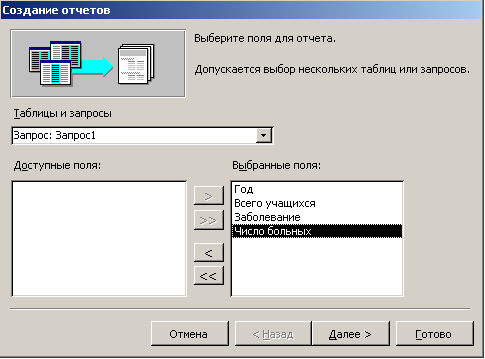 Создание отчетов
Выберите поля для отчета.
Допускается выбор нескольких таблиц или запросов.
Таблицы и запросы
Запрос: Запрос1
Доступные поля:
Выбранные поля:
>
>>
<
<<
Год
Всего учащихся
Заболевание
Число больных
Отмена
< Назад
Далее >
Готово